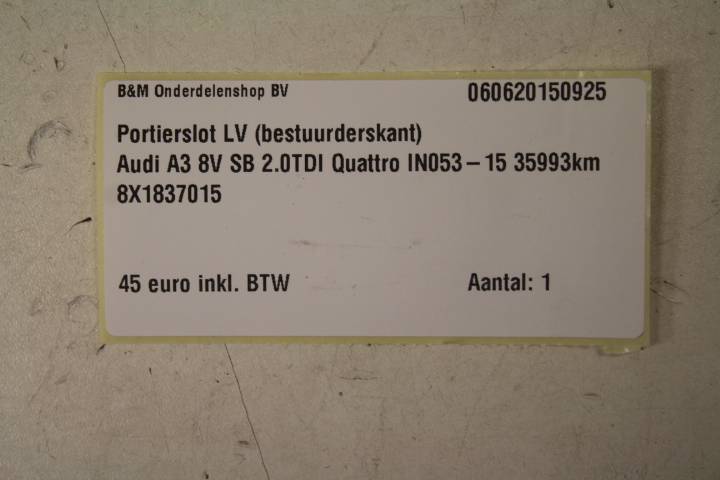 B&M Onderdelenshop BV 060620150925
Portierslot LV (bestuurderskant)
Audi A3 8V SB 2.0TDI Quattro IN053-15 35993km
8X1837015
45 euro inkl. BTW Aantal: 1